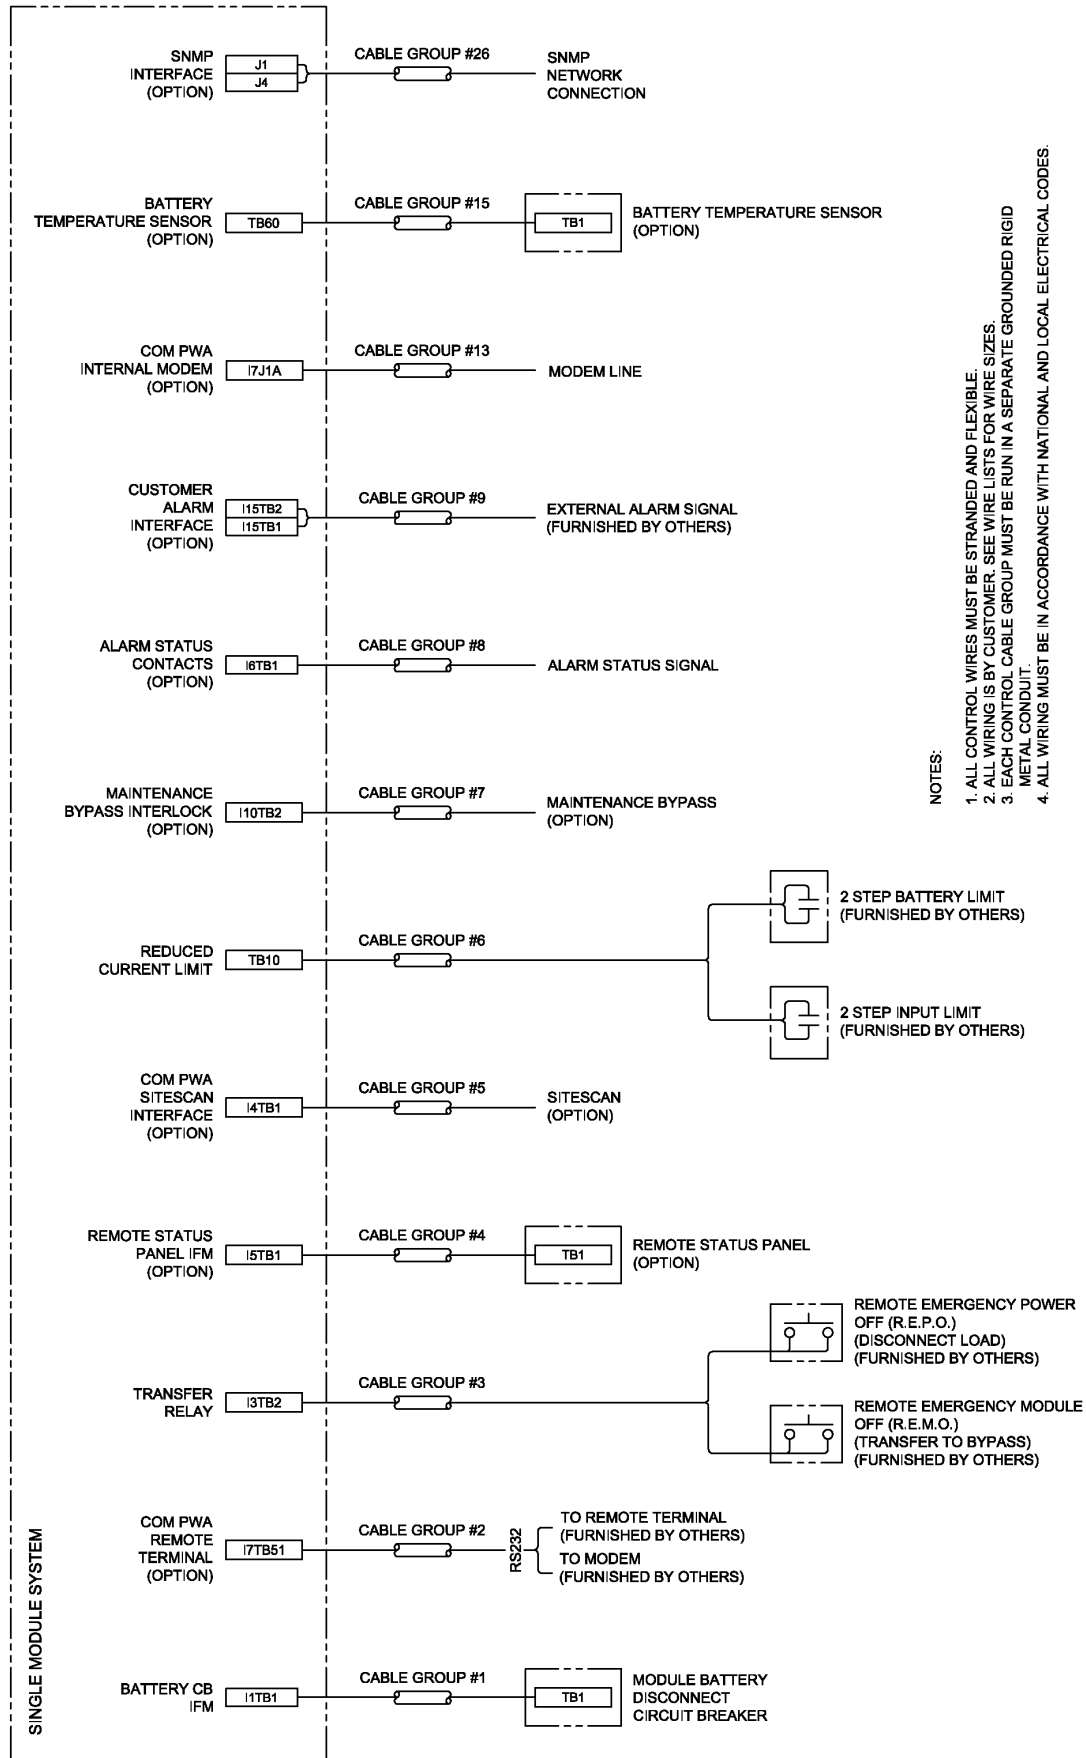 SNMP
INTERFACE
(OPTION)
J1
J4
CABLE GROUP #26
SNMP
NETWORK
CONNECTION
BATTERY
TEMPERATURE SENSOR
(OPTION)
TB60
CABLE GROUP #15
TB1
BATTERY TEMPERATURE SENSOR
(OPTION)
COM PWA
INTERNAL MODEM
(OPTION)
I7J1A
CABLE GROUP #13
MODEM LINE
CUSTOMER
ALARM
INTERFACE
(OPTION)
I15TB2
I15TB1
CABLE GROUP #9
EXTERNAL ALARM SIGNAL
(FURNISHED BY OTHERS)
ALARM STATUS
CONTACTS
(OPTION)
I6TB1
CABLE GROUP #8
ALARM STATUS SIGNAL
MAINTENANCE
BYPASS INTERLOCK
(OPTION)
I10TB2
CABLE GROUP #7
MAINTENANCE BYPASS
(OPTION)
REDUCED
CURRENT LIMIT
TB10
CABLE GROUP #6
2 STEP BATTERY LIMIT
(FURNISHED BY OTHERS)
2 STEP INPUT LIMIT
(FURNISHED BY OTHERS)
COM PWA
SITESCAN
INTERFACE
(OPTION)
I4TB1
CABLE GROUP #5
SITESCAN
(OPTION)
REMOTE STATUS
PANEL IFM
(OPTION)
I5TB1
CABLE GROUP #4
TB1
REMOTE STATUS PANEL
(OPTION)
TRANSFER
RELAY
I3TB2
CABLE GROUP #3
REMOTE EMERGENCY POWER
OFF (R.E.P.O.)
(DISCONNECT LOAD)
(FURNISHED BY OTHERS)
REMOTE EMERGENCY MODULE
OFF (R.E.M.O.)
(TRANSFER TO BYPASS)
(FURNISHED BY OTHERS)
COM PWA
REMOTE
TERMINAL
(OPTION)
I7TB51
CABLE GROUP #2
RS232
TO REMOTE TERMINAL
(FURNISHED BY OTHERS)
TO MODEM
(FURNISHED BY OTHERS)
BATTERY CB
IFM
I1TB1
CABLE GROUP #1
TB1
MODULE BATTERY
DISCONNECT
CIRCUIT BREAKER
SINGLE MODULE SYSTEM
NOTES:
1. ALL CONTROL WIRES MUST BE STRANDED AND FLEXIBLE.
2. ALL WIRING IS BY CUSTOMER. SEE WIRE LISTS FOR WIRE SIZES.
3. EACH CONTROL CABLE GROUP MUST BE RUN IN A SEPARATE GROUNDED RIGID
METAL CONDUIT.
4. ALL WIRING MUST BE IN ACCORDANCE WITH NATIONAL AND LOCAL ELECTRICAL CODES.